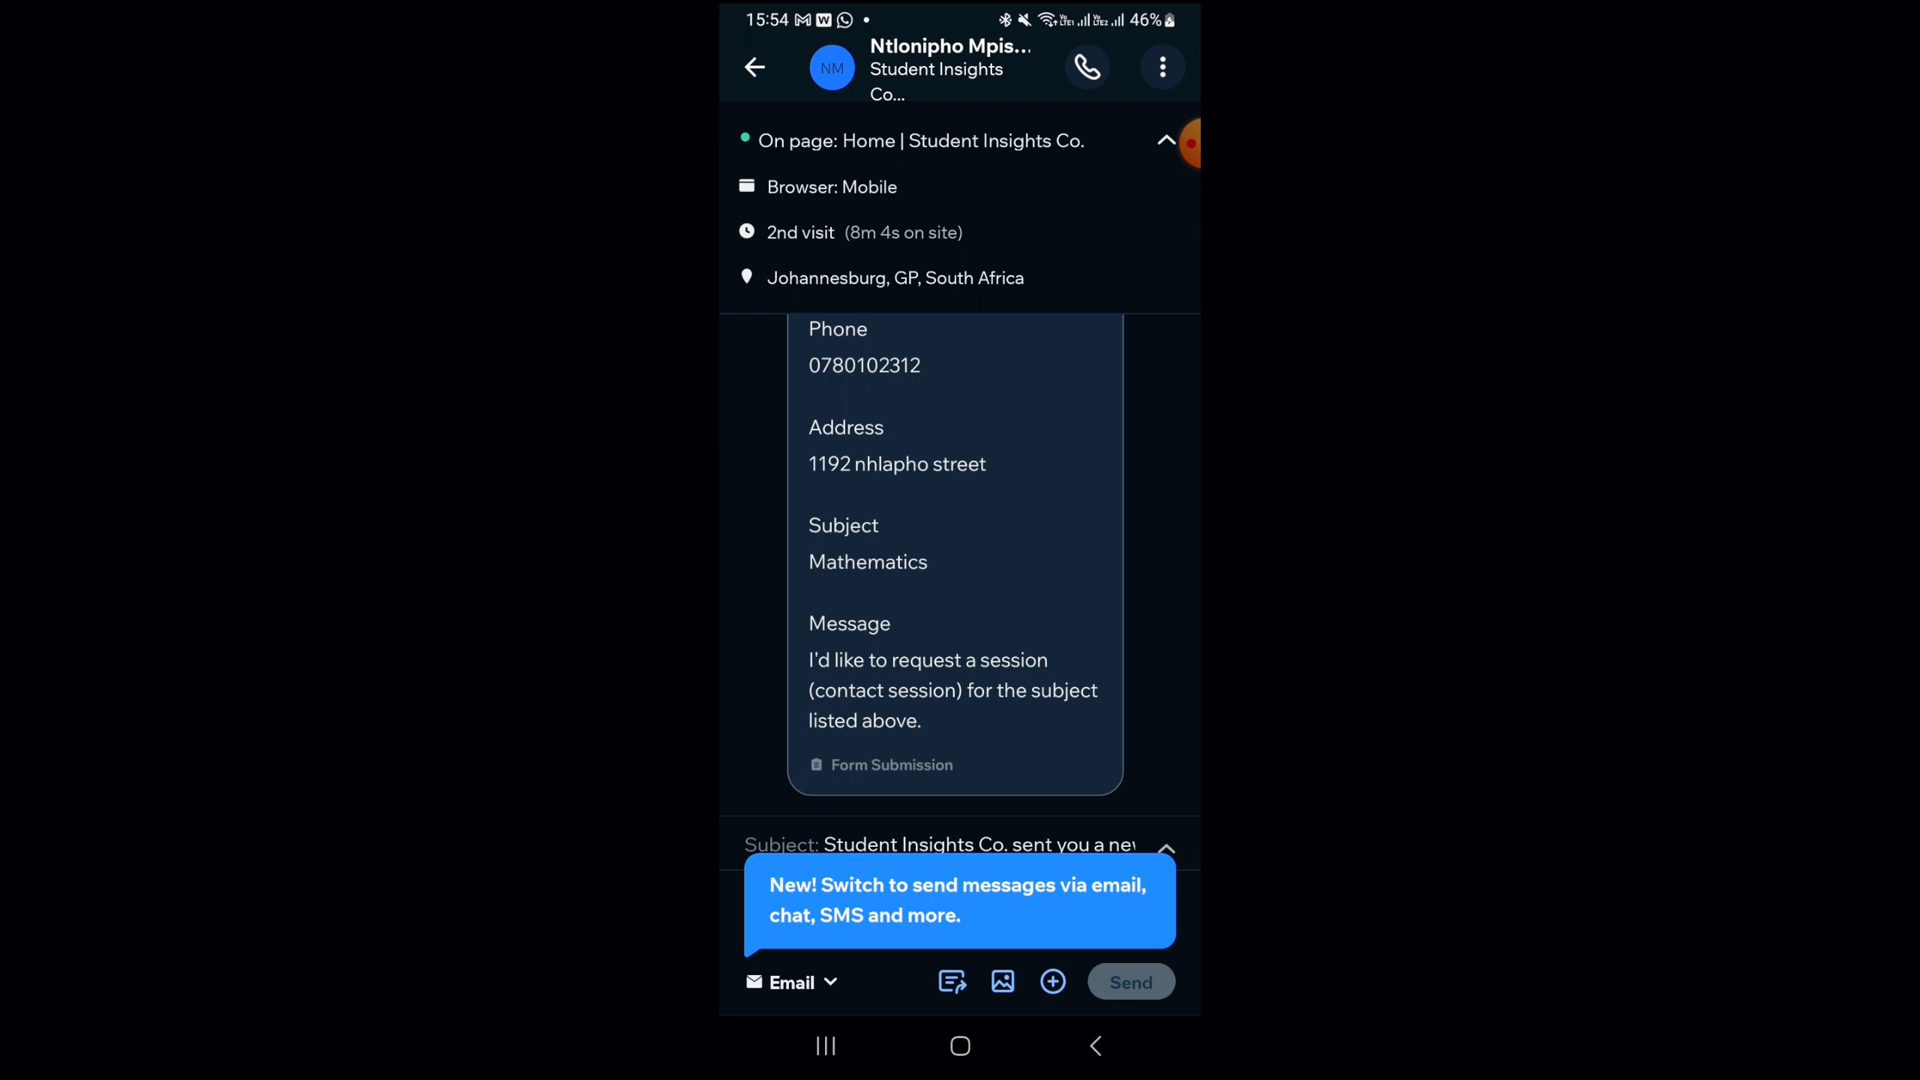 15:54
46%
Ntlonipho Mpis...
Student Insights
Co...
NM
On page: Home | Student Insights Co.
Browser: Mobile
2nd visit (8m 4s on site)
Johannesburg, GP, South Africa
Phone
0780102312
Address
1192 nhlapho street
Subject
Mathematics
Message
I'd like to request a session
(contact session) for the subject
listed above.
Form Submission
Subject: Student Insights Co. sent you a ne
New! Switch to send messages via email,
chat, SMS and more.
Email
Send